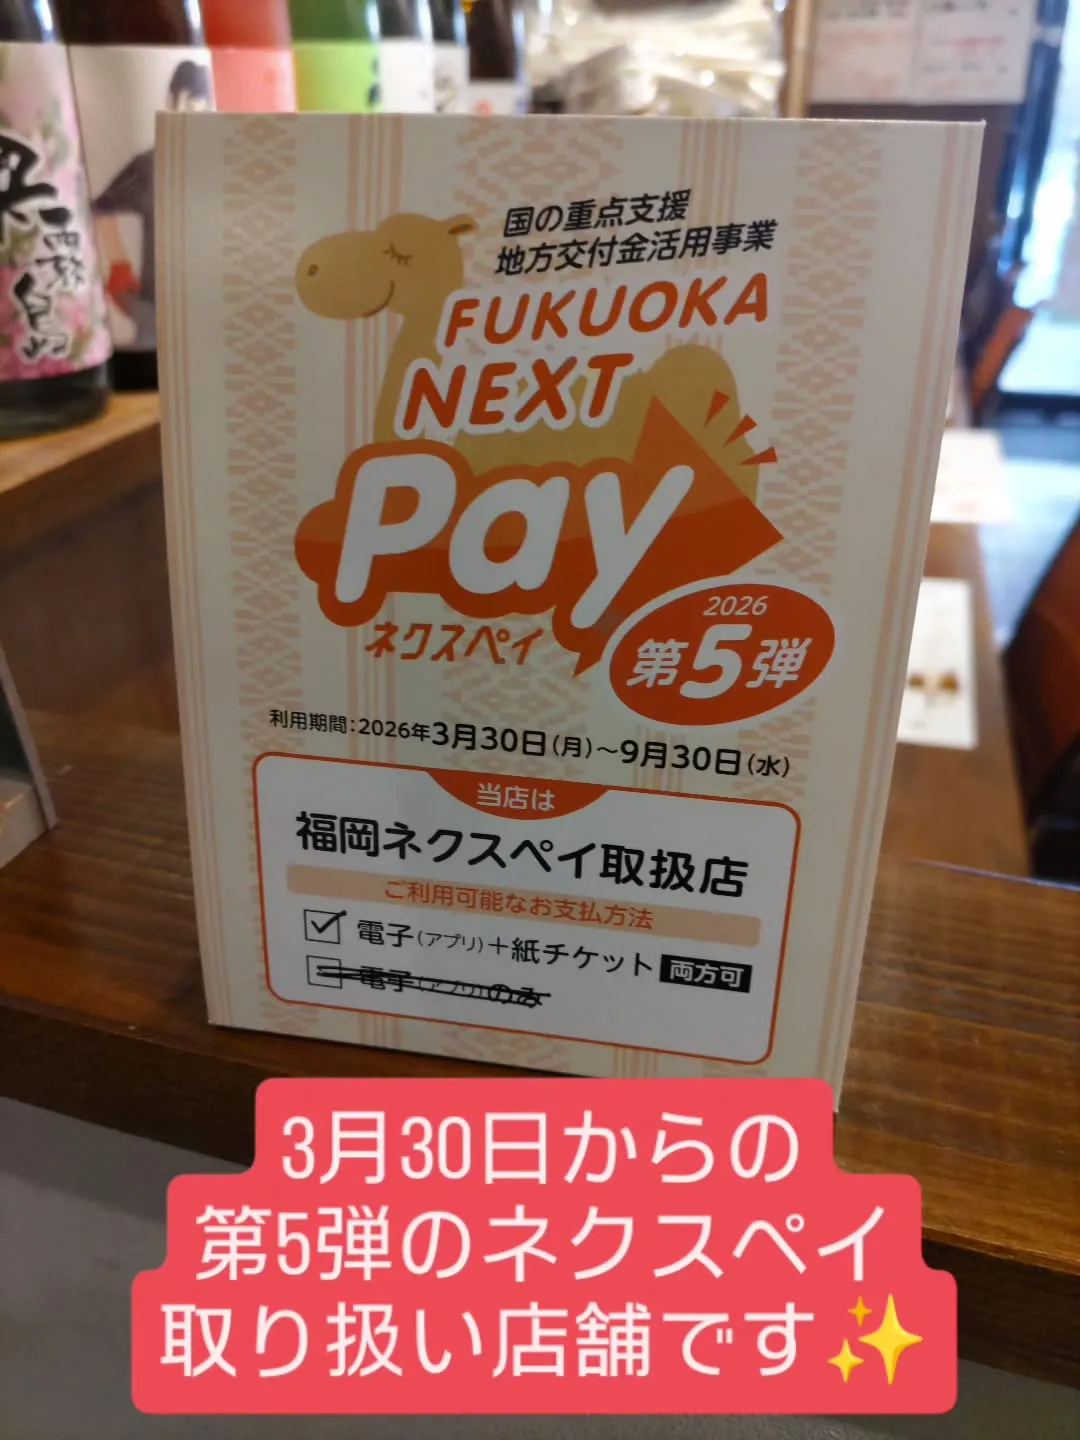 国の重点支援
地方交付金活用事業
FUKUOKA
NEXT
Pay
ネクスペイ
2026
第5弾
利用期間:2026年3月30日(月)~9月30日(水)
当店は
福岡ネクスペイ取扱店
ご利用可能なお支払方法
電子(アプリ)+紙チケット 両方可
電子(アプリ)のみ
3月30日からの
第5弾のネクスペイ
取り扱い店舗です✨